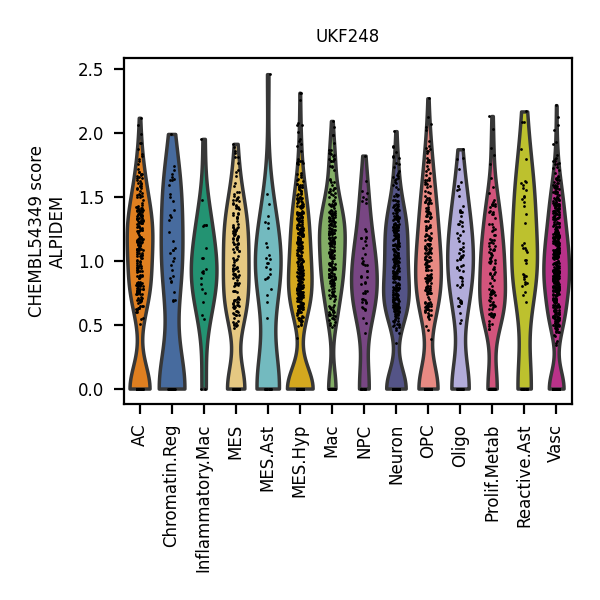 UKF248
CHEMBL54349 score
ALPIDEM
2.5
2.0
1.5
1.0
0.5
0.0
AC
Chromatin.Reg
Inflammatory.Mac
MES
MES.Ast
MES.Hyp
Mac
NPC
Neuron
OPC
Oligo
Prolif.Metab
Reactive.Ast
Vasc